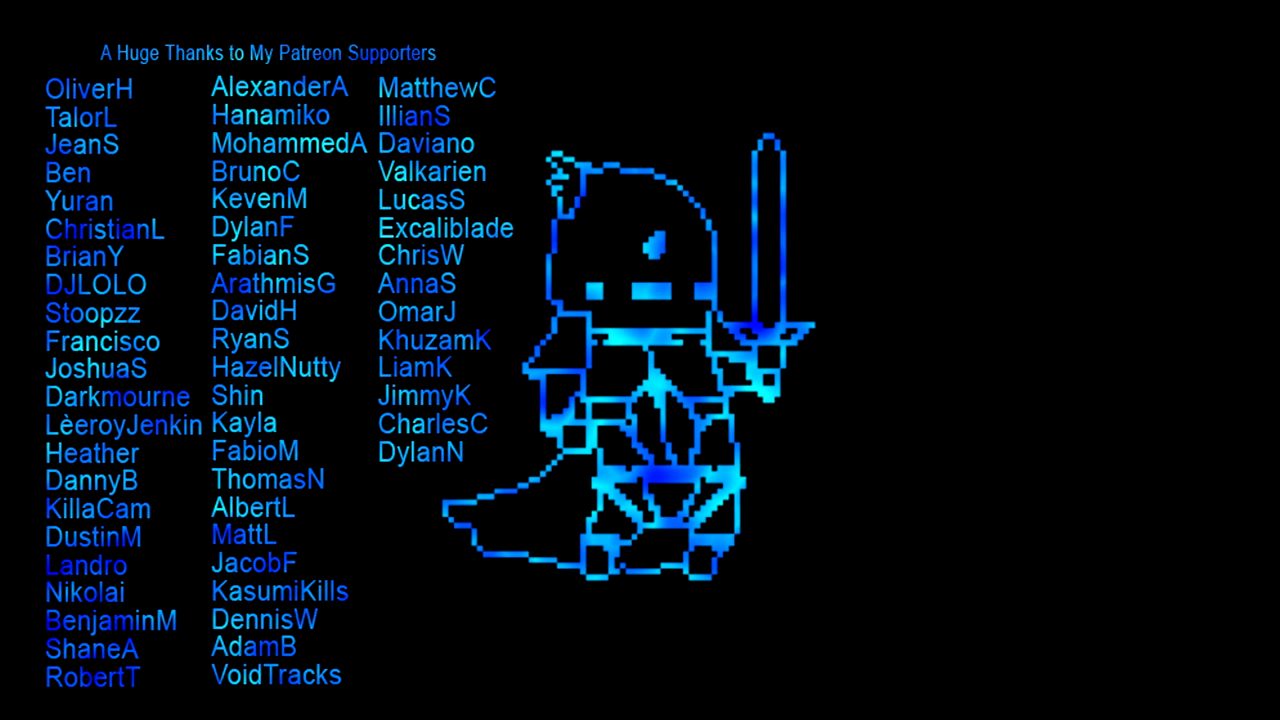 A Huge Thanks to My Patreon Supporters
OliverH
TalorL
JeanS
Ben
Yuran
ChristianL
BrianY
DJLOLO
Stoopzz
Francisco
JoshuaS
Darkmourne
LèeroyJenkin
Heather
DannyB
KillaCam
DustinM
Landro
Nikolai
BenjaminM
ShaneA
RobertT
AlexanderA
Hanamiko
MohammedA
BrunoC
KevenM
DylanF
FabianS
ArathmisG
DavidH
RyanS
HazelNutty
Shin
Kayla
FabioM
ThomasN
AlbertL
MattL
JacobF
KasumiKills
DennisW
AdamB
VoidTracks
MatthewC
IllianS
Daviano
Valkarien
LucasS
Excaliblade
ChrisW
AnnaS
OmarJ
KhuzamK
LiamK
JimmyK
CharlesC
DylanN